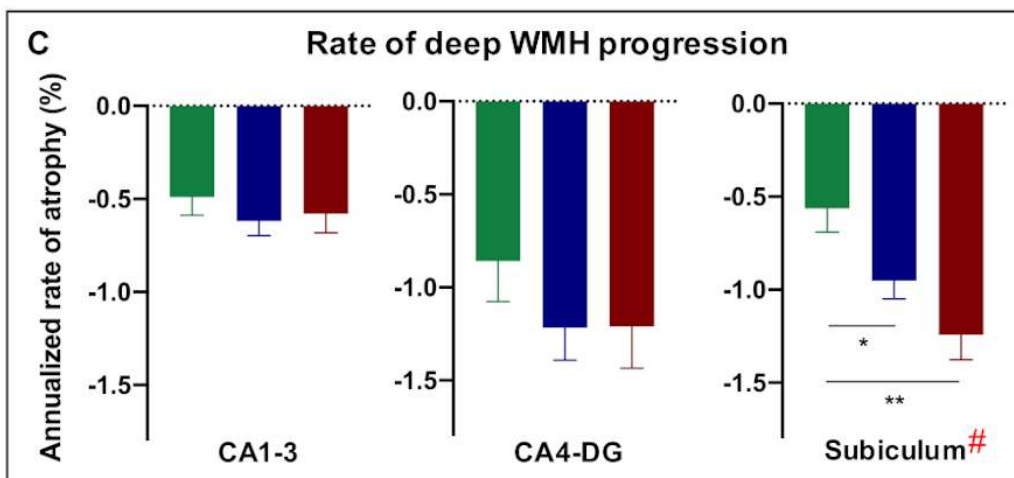 C Rate of deep WMH progression
Annualized rate of atrophy (%)
0.0
-0.5
-1.0
-1.5
CA1-3
0.0
-0.5
-1.0
-1.5
CA4-DG
0.0
-0.5
-1.0
-1.5
*
**
Subiculum#